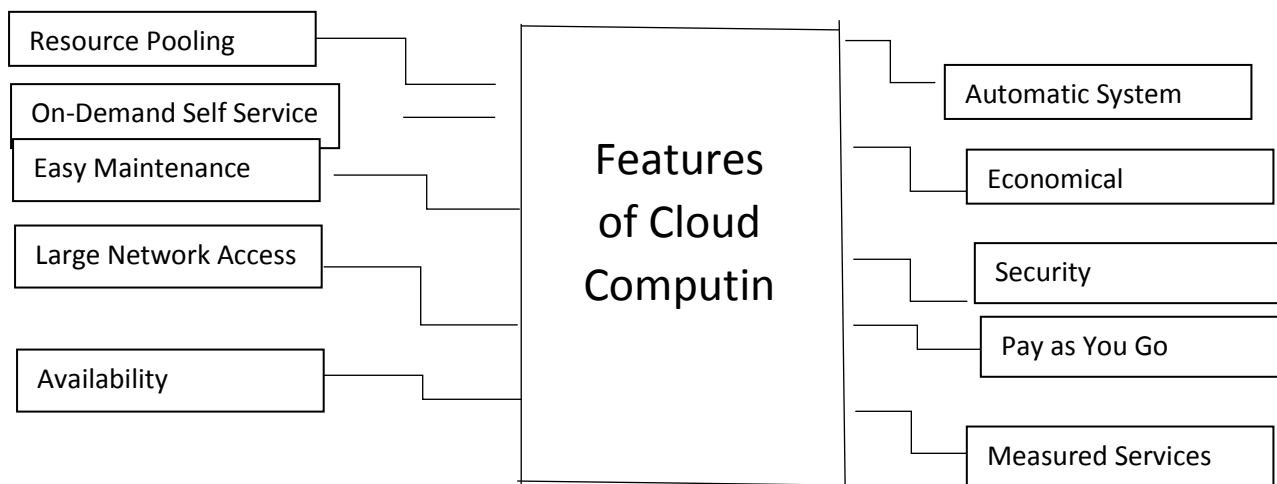 Resource Pooling
On-Demand Self Service
Easy Maintenance
Large Network Access
Availability
Features
of Cloud
Computin
Automatic System
Economical
Security
Pay as You Go
Measured Services